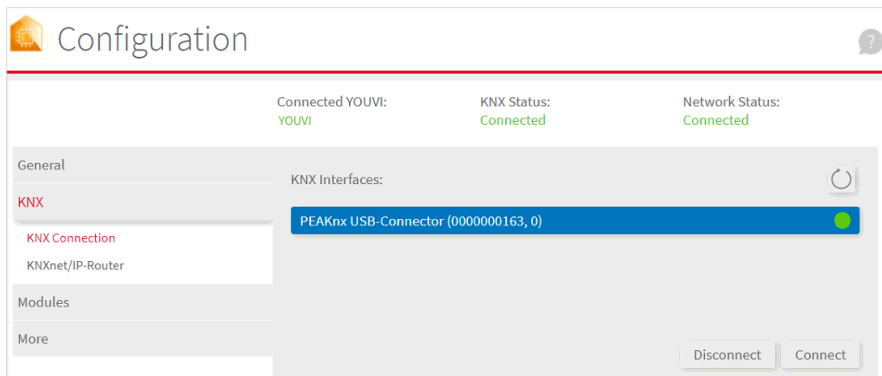 Configuration
?
Connected YOUVI: KNX Status: Network Status:
YOUVI Connected Connected
General
KNX Interfaces:
KNX
PEAKnx USB-Connector (0000000163, 0)
KNX Connection
KNXnet/IP-Router
Modules
More
Disconnect Connect